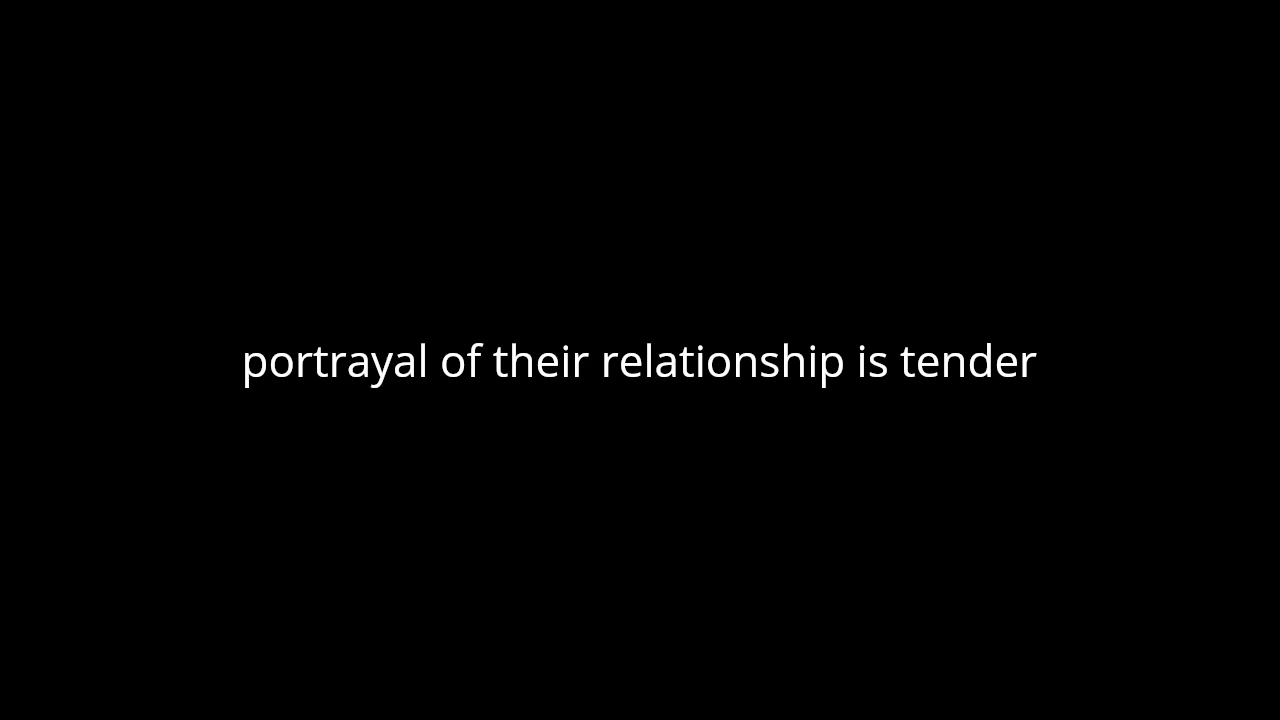 portrayal of their relationship is tender